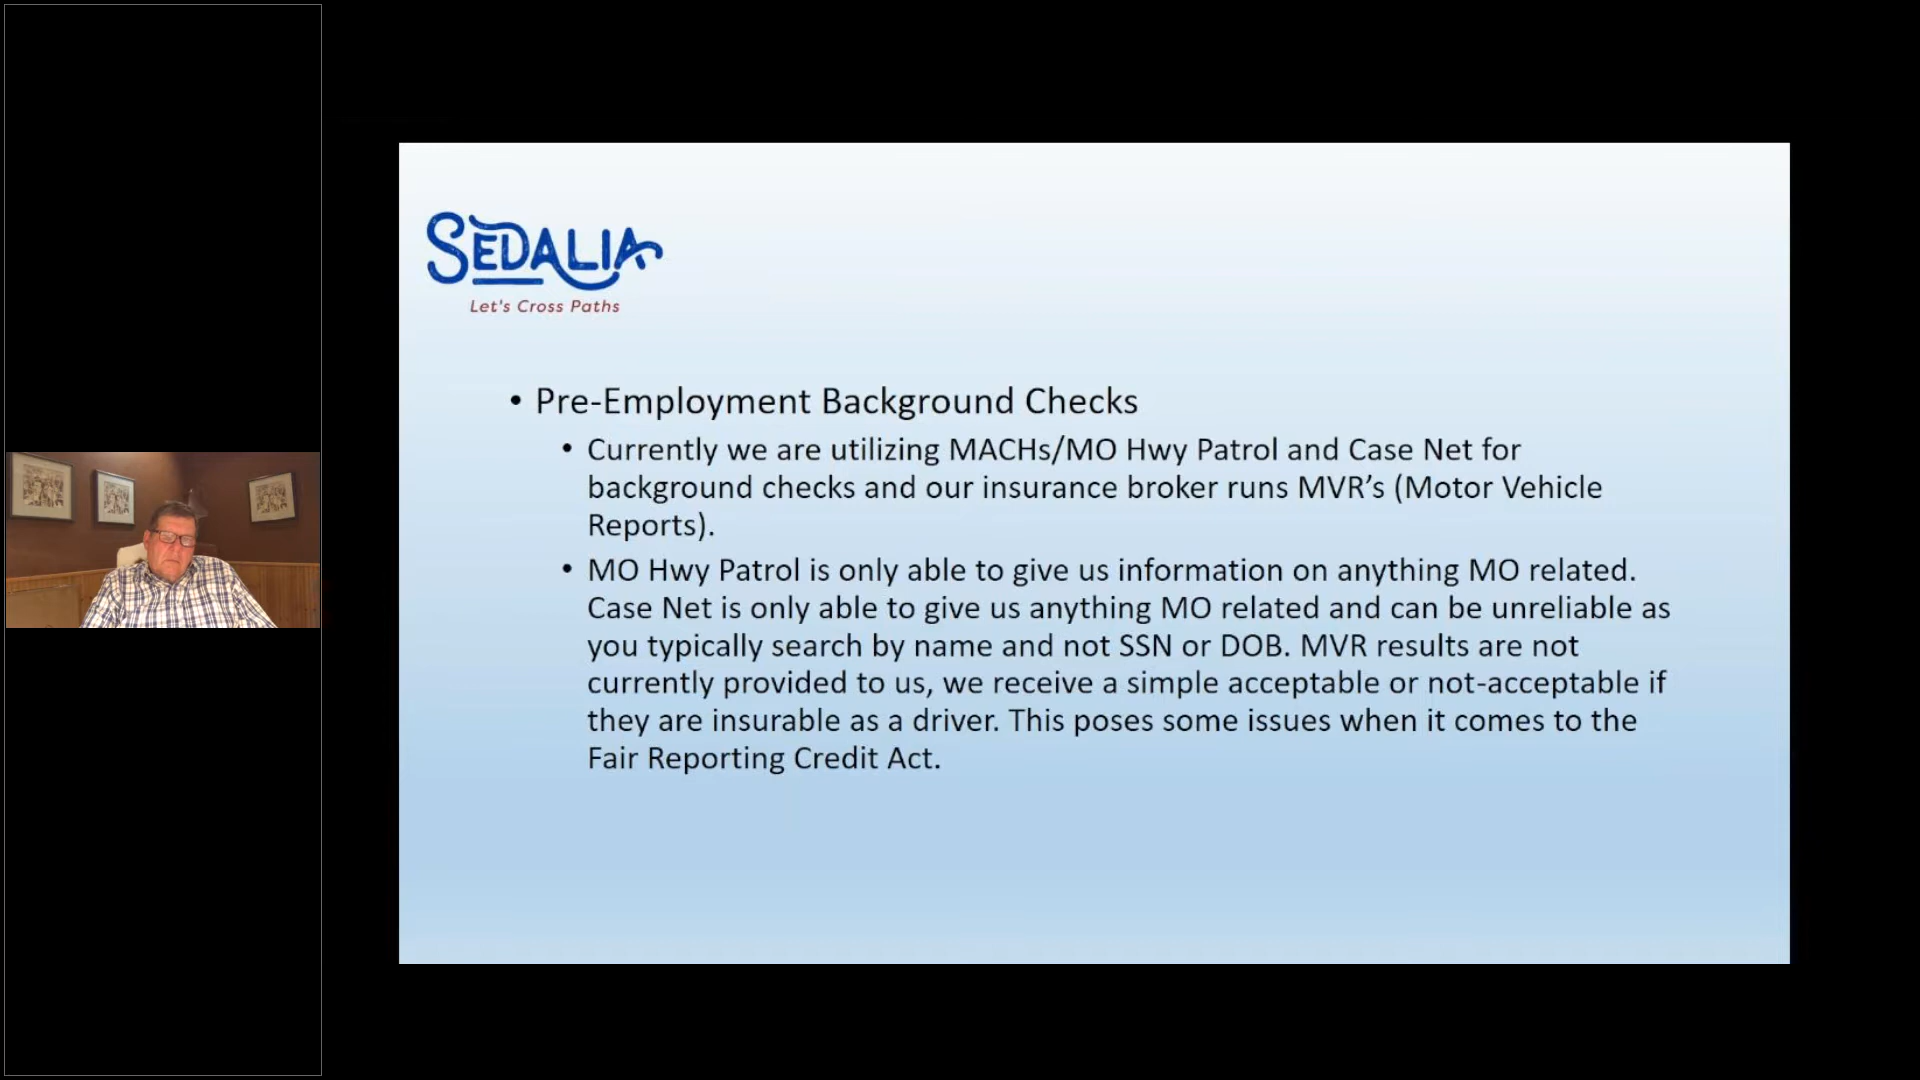 SEDALIA
Let's Cross Paths
• Pre-Employment Background Checks
• Currently we are utilizing MACHs/MO Hwy Patrol and Case Net for
background checks and our insurance broker runs MVR's (Motor Vehicle
Reports).
• MO Hwy Patrol is only able to give us information on anything MO related.
Case Net is only able to give us anything MO related and can be unreliable as
you typically search by name and not SSN or DOB. MVR results are not
currently provided to us, we receive a simple acceptable or not-acceptable if
they are insurable as a driver. This poses some issues when it comes to the
Fair Reporting Credit Act.